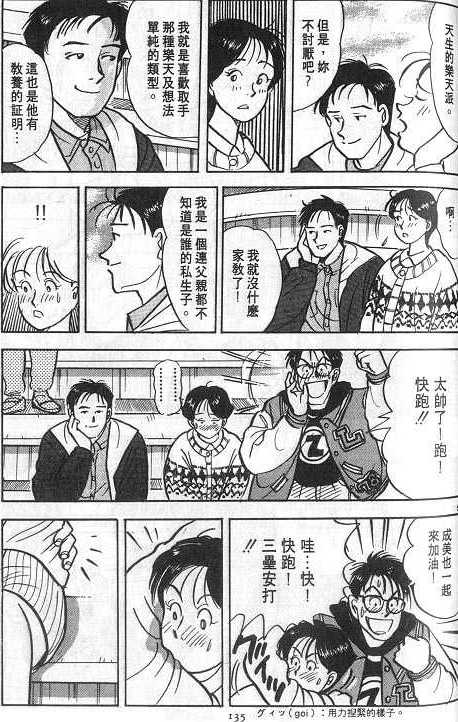 天生的樂天派。
但是，妳
不討厭吧？
我就是喜歡取手
那種樂天及想法
單純的類型。
這也是他有
教養的証明…
啊…
我就沒什麼
家教了！
我是一個連父親都不
知道是誰的私生子。
!!
太帥了！跑！
快跑!!
………
………
成美也一起
來加油！
哇…快！
快跑！
三壘安打
グィッ（goi）：用力捏緊的樣子。
135